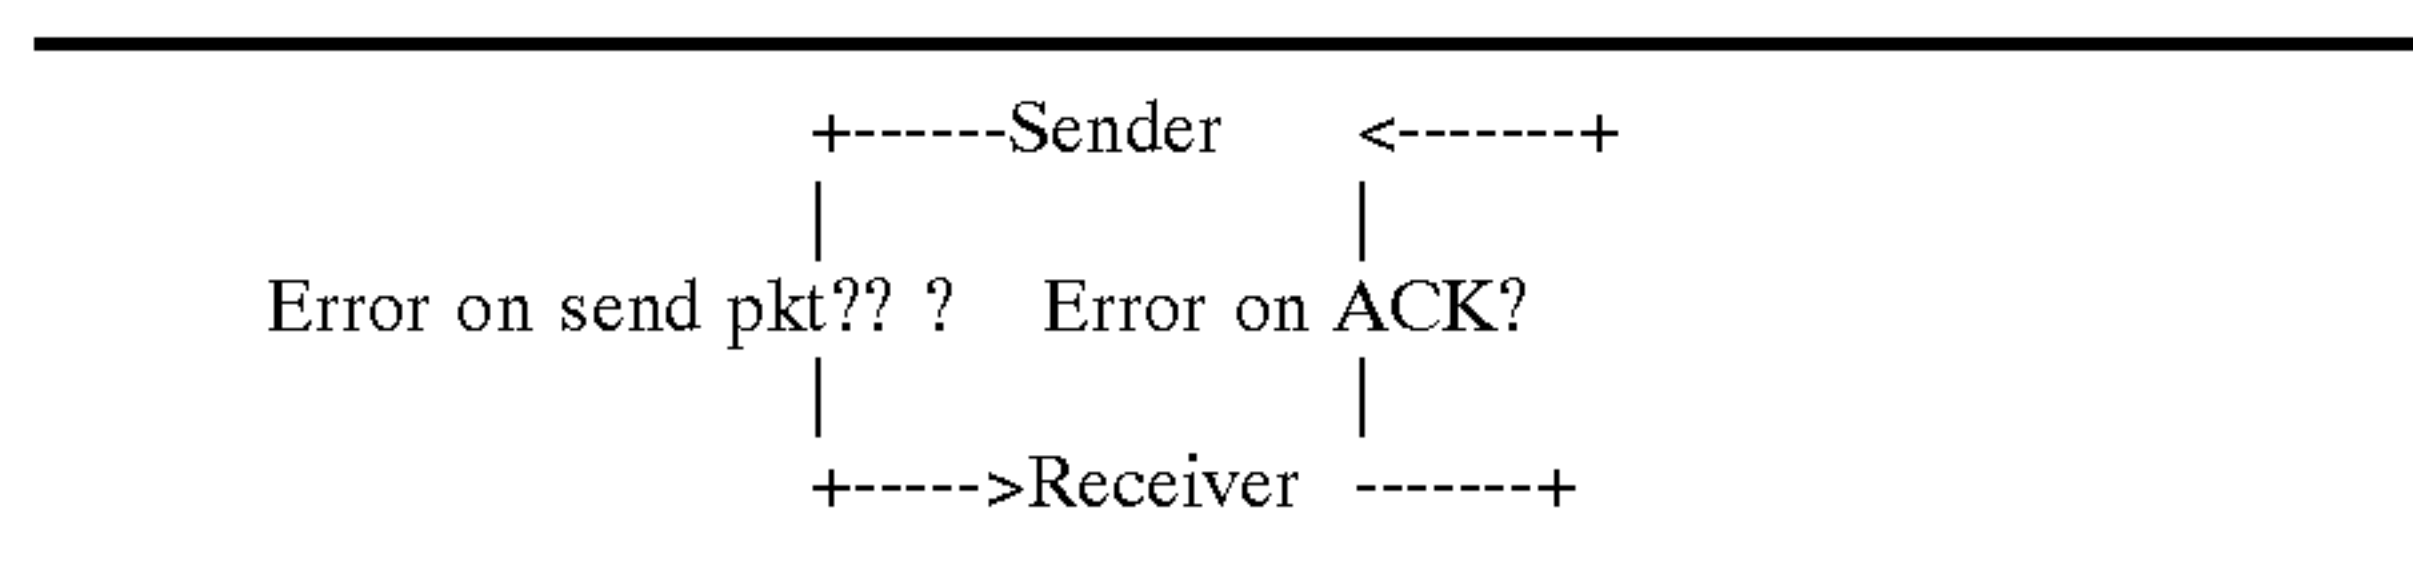 +------Sender <-------+
| |
Error on send pkt?? ? Error on ACK?
| |
+----->Receiver -------+